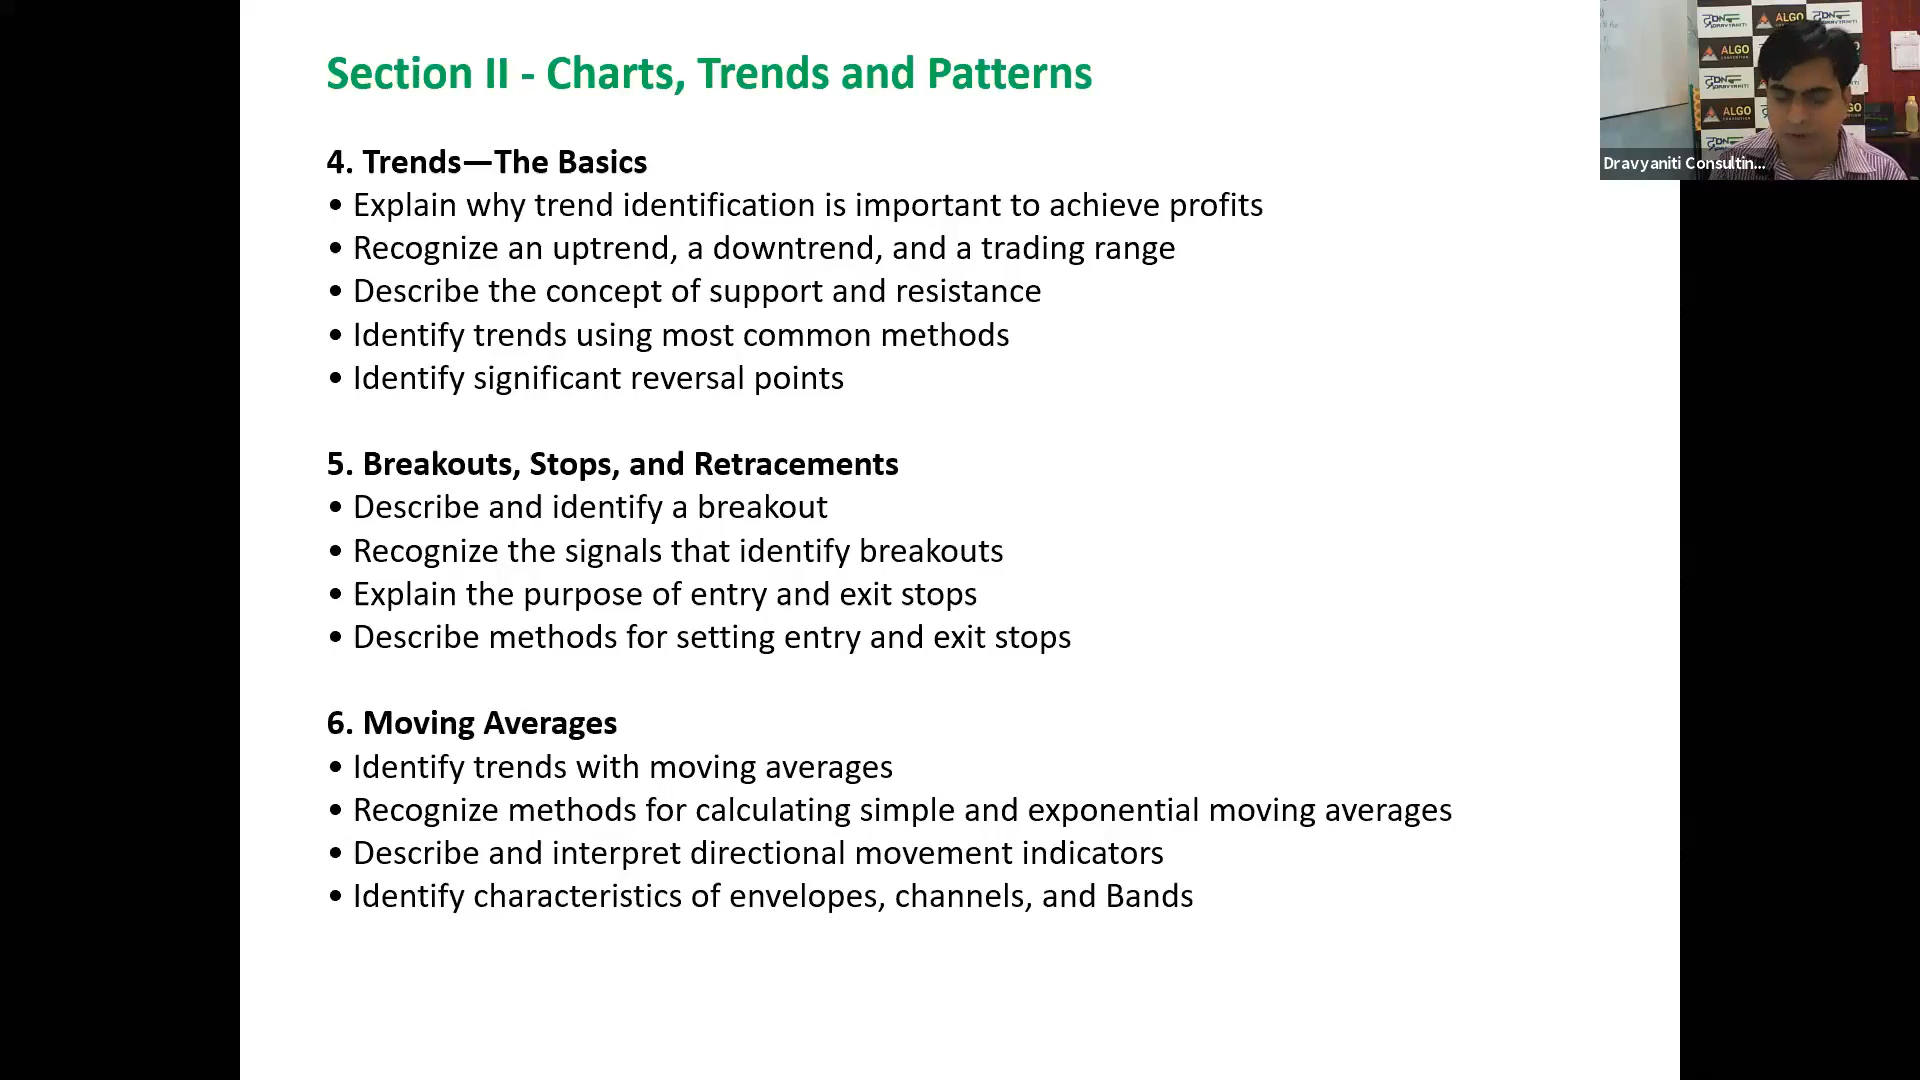 Section II - Charts, Trends and Patterns
4. Trends—The Basics
• Explain why trend identification is important to achieve profits
• Recognize an uptrend, a downtrend, and a trading range
• Describe the concept of support and resistance
• Identify trends using most common methods
• Identify significant reversal points
5. Breakouts, Stops, and Retracements
• Describe and identify a breakout
• Recognize the signals that identify breakouts
• Explain the purpose of entry and exit stops
• Describe methods for setting entry and exit stops
6. Moving Averages
• Identify trends with moving averages
• Recognize methods for calculating simple and exponential moving averages
• Describe and interpret directional movement indicators
• Identify characteristics of envelopes, channels, and Bands
ALGO
ALGO
ALGO
Dravyaniti Consultin...